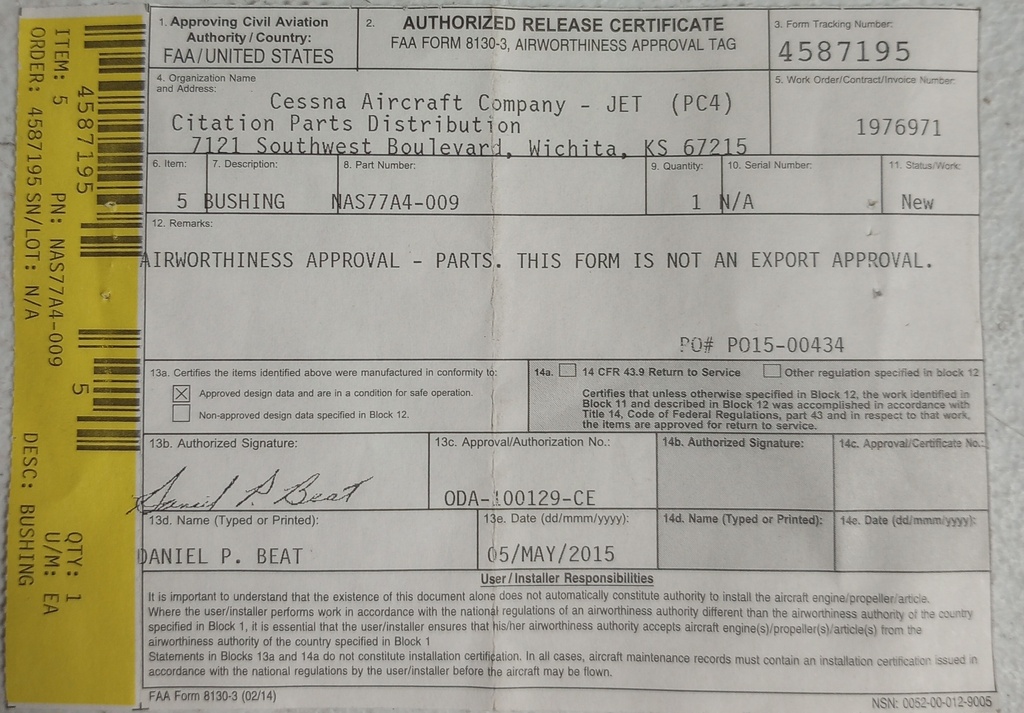 ITEM: 5 PN: NAS77A4-009 QTY: 1
ORDER: 4587195 SN/LOT: N/A DESC: BUSHING U/M: EA
4587195
5
1. Approving Civil Aviation
Authority / Country:
FAA/UNITED STATES
2. AUTHORIZED RELEASE CERTIFICATE
FAA FORM 8130-3, AIRWORTHINESS APPROVAL TAG
3. Form Tracking Number:
4587195
4. Organization Name
and Address:
Cessna Aircraft Company - JET (PC4)
Citation Parts Distribution
7121 Southwest Boulevard, Wichita, KS 67215
5. Work Order/Contract/Invoice Number:
1976971
6. Item: 7. Description: 8. Part Number: 9. Quantity: 10. Serial Number: 11. Status/Work:
5 BUSHING NAS77A4-009 1 N/A New
12. Remarks:
AIRWORTHINESS APPROVAL - PARTS. THIS FORM IS NOT AN EXPORT APPROVAL.
PO# PO15-00434
13a. Certifies the items identified above were manufactured in conformity to:
Approved design data and are in a condition for safe operation.
Non-approved design data specified in Block 12.
14a. 14 CFR 43.9 Return to Service Other regulation specified in block 12
Certifies that unless otherwise specified in Block 12, the work identified in
Block 11 and described in Block 12 was accomplished in accordance with
Title 14, Code of Federal Regulations, part 43 and in respect to that work,
the items are approved for return to service.
13b. Authorized Signature: 13c. Approval/Authorization No.: 14b. Authorized Signature: 14c. Approval/Certificate No.:
Daniel P. Beat ODA-100129-CE
13d. Name (Typed or Printed): 13e. Date (dd/mmm/yyyy): 14d. Name (Typed or Printed): 14e. Date (dd/mmm/yyyy):
DANIEL P. BEAT 05/MAY/2015
User/Installer Responsibilities
It is important to understand that the existence of this document alone does not automatically constitute authority to install the aircraft engine/propeller/article.
Where the user/installer performs work in accordance with the national regulations of an airworthiness authority different than the airworthiness authority of the country
specified in Block 1, it is essential that the user/installer ensures that his/her airworthiness authority accepts aircraft engine(s)/propeller(s)/article(s) from the
airworthiness authority of the country specified in Block 1
Statements in Blocks 13a and 14a do not constitute installation certification. In all cases, aircraft maintenance records must contain an installation certification issued in
accordance with the national regulations by the user/installer before the aircraft may be flown.
FAA Form 8130-3 (02/14) NSN: 0052-00-012-9005